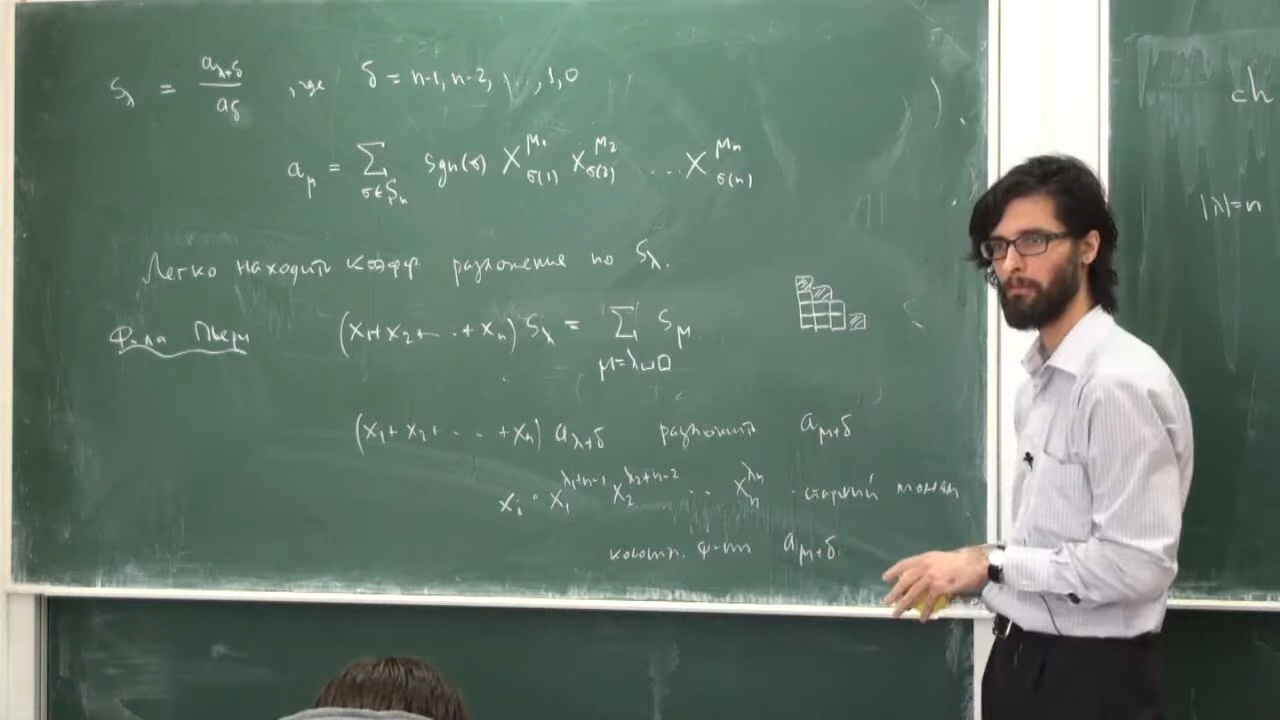 S_λ = a_{λ+δ} / a_δ , где δ = n-1, n-2, ..., 1, 0
a_μ = Σ_{σ∈S_n} sgn(σ) X_{σ(1)}^{μ_1} X_{σ(2)}^{μ_2} ... X_{σ(n)}^{μ_n}
Легко находить коэфф. разложение по S_λ.
Ф-ла Пьери (x_1+x_2+...+x_n) S_λ = Σ_{μ=λ⊔□} S_μ
(x_1+x_2+...+x_n) a_{λ+δ} разложить a_{μ+δ}
x_i · x_1^{λ_1+n-1} x_2^{λ_2+n-2} ... x_n^{λ_n} - старший моном
a_{μ+δ}
ch
|λ|=n